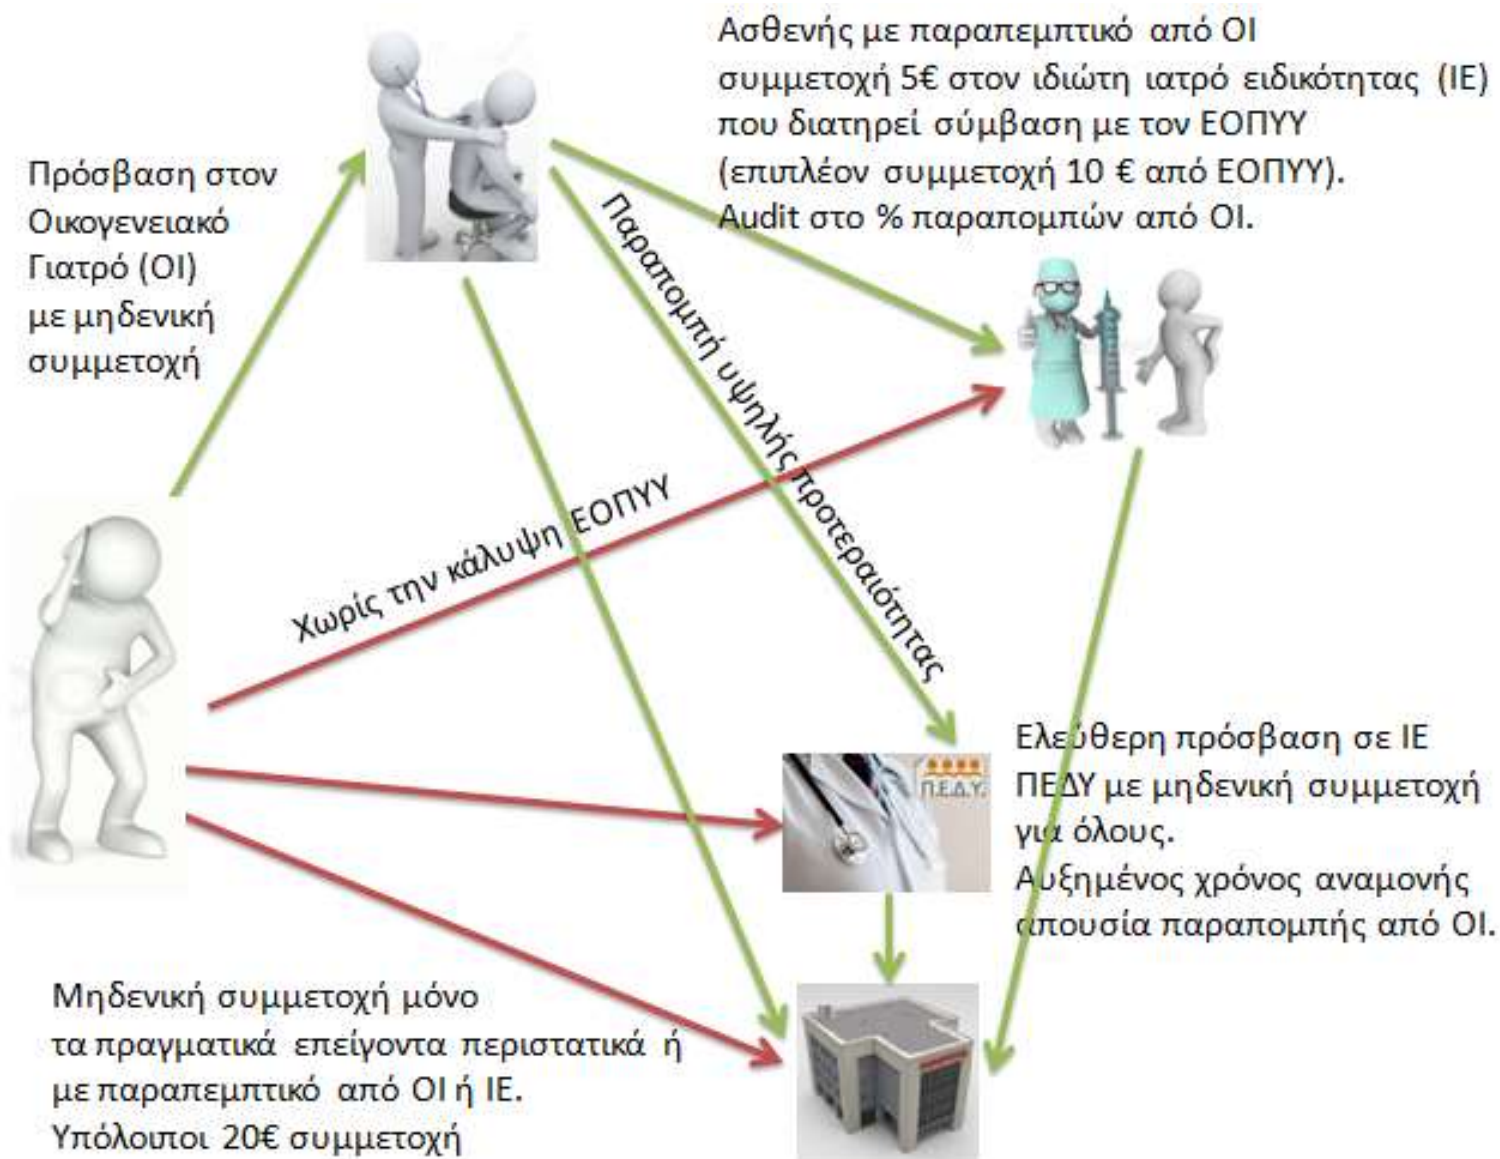 Ασθενής με παραπεμπτικό από ΟΙ
συμμετοχή 5€ στον ιδιώτη ιατρό ειδικότητας (ΙΕ)
που διατηρεί σύμβαση με τον ΕΟΠΥΥ
(επιπλέον συμμετοχή 10 € από ΕΟΠΥΥ).
Audit στο % παραπομπών από ΟΙ.
Πρόσβαση στον
Οικογενειακό
Γιατρό (ΟΙ)
με μηδενική
συμμετοχή
Παραπομπή υψηλής προτεραιότητας
Χωρίς την κάλυψη ΕΟΠΥΥ
Π.Ε.Δ.Υ.
Ελεύθερη πρόσβαση σε ΙΕ
ΠΕΔΥ με μηδενική συμμετοχή
για όλους.
Αυξημένος χρόνος αναμονής
απουσία παραπομπής από ΟΙ.
Μηδενική συμμετοχή μόνο
τα πραγματικά επείγοντα περιστατικά ή
με παραπεμπτικό από ΟΙ ή ΙΕ.
Υπόλοιποι 20€ συμμετοχή